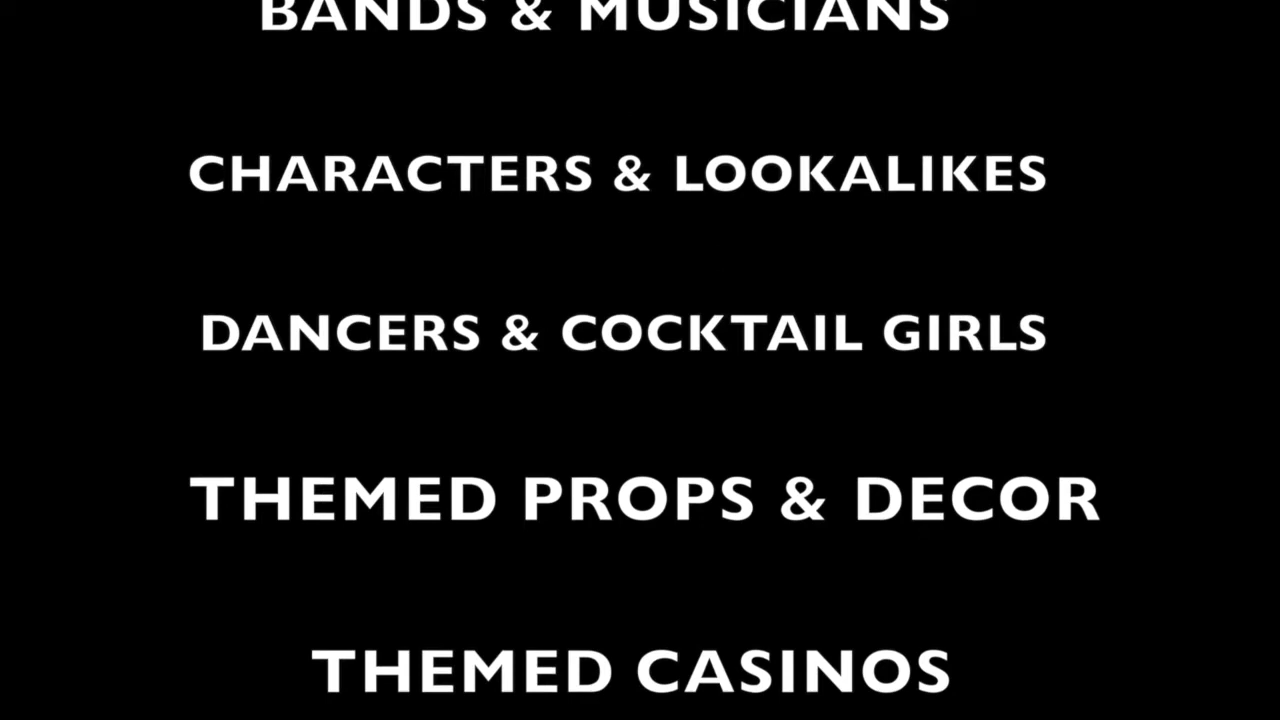 BANDS & MUSICIANS
CHARACTERS & LOOKALIKES
DANCERS & COCKTAIL GIRLS
THEMED PROPS & DECOR
THEMED CASINOS